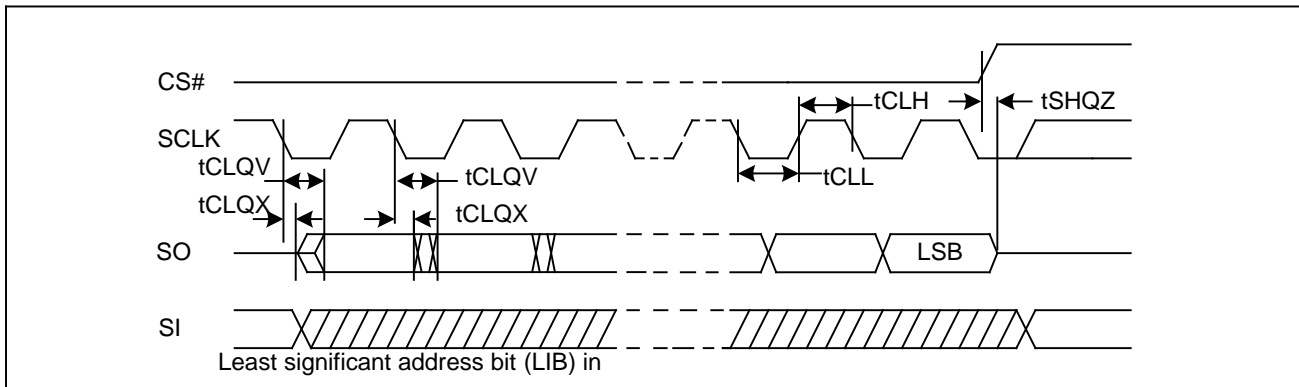 CS#
tCLH
tSHQZ
SCLK
tCLQV
tCLQV
tCLL
tCLQX
tCLQX
SO
LSB
SI
Least significant address bit (LIB) in